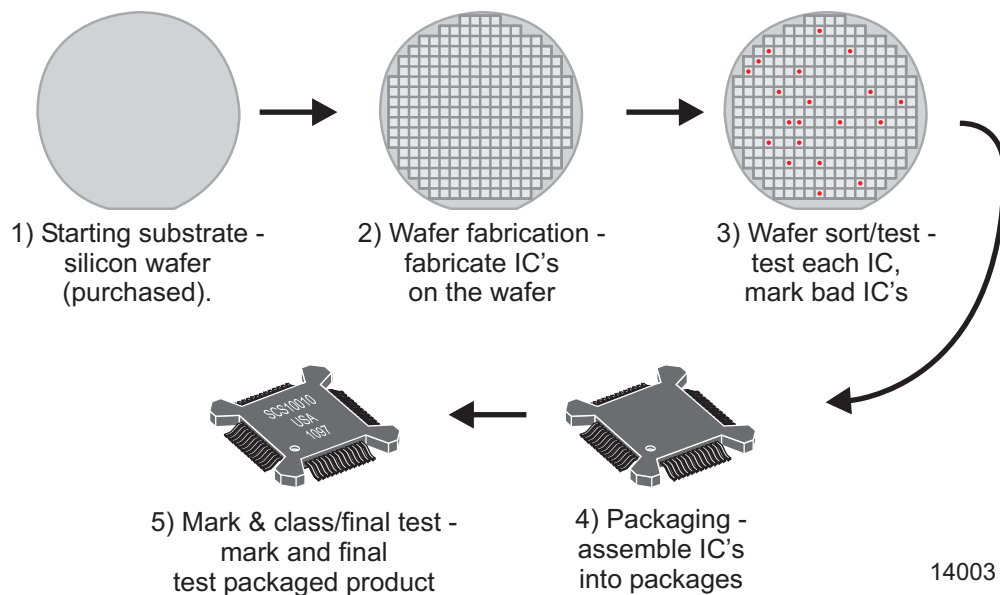 1) Starting substrate -
silicon wafer
(purchased).
2) Wafer fabrication -
fabricate IC's
on the wafer
3) Wafer sort/test -
test each IC,
mark bad IC's
SCS10010
USA
1097
5) Mark & class/final test -
mark and final
test packaged product
4) Packaging -
assemble IC's
into packages
14003